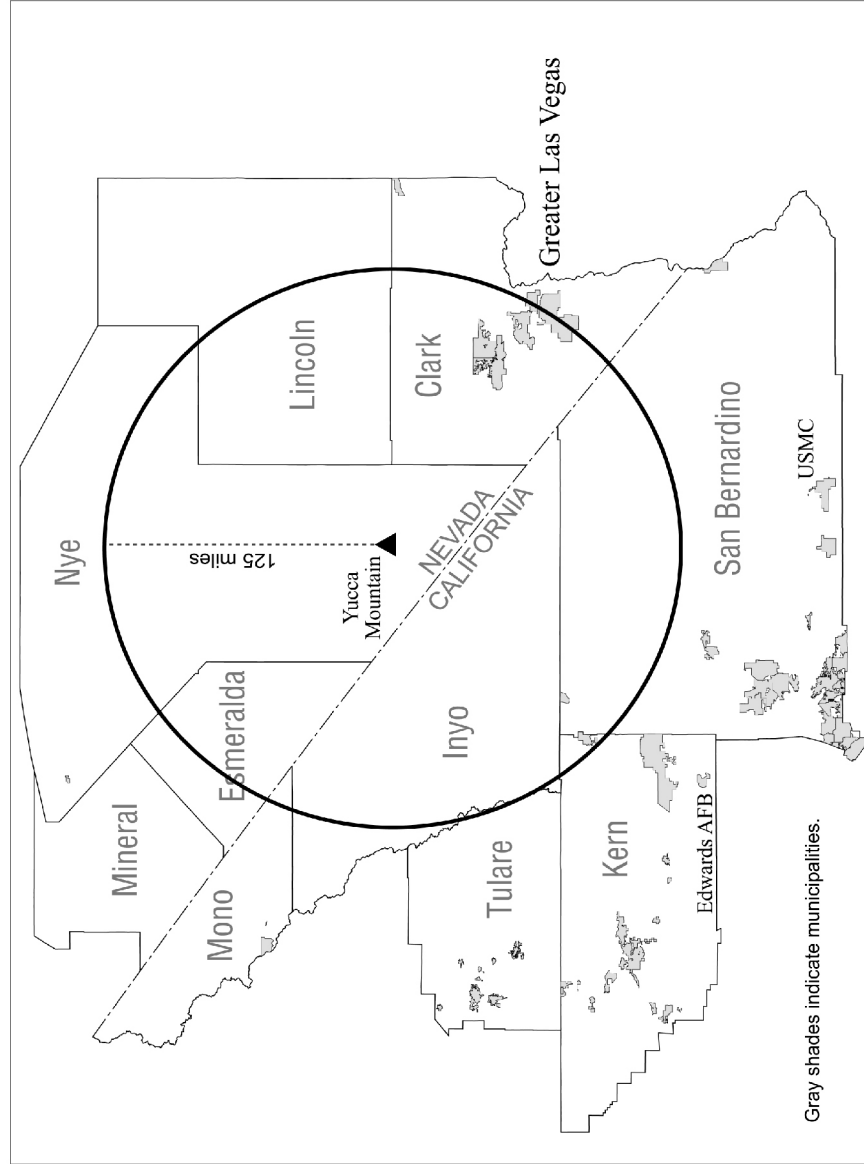 Nye
Mineral
Esmeralda
Lincoln
125 miles
Yucca
Mountain
Mono
NEVADA
CALIFORNIA
Clark
Greater Las Vegas
Inyo
Tulare
Kern
Edwards AFB
San Bernardino
USMC
Gray shades indicate municipalities.